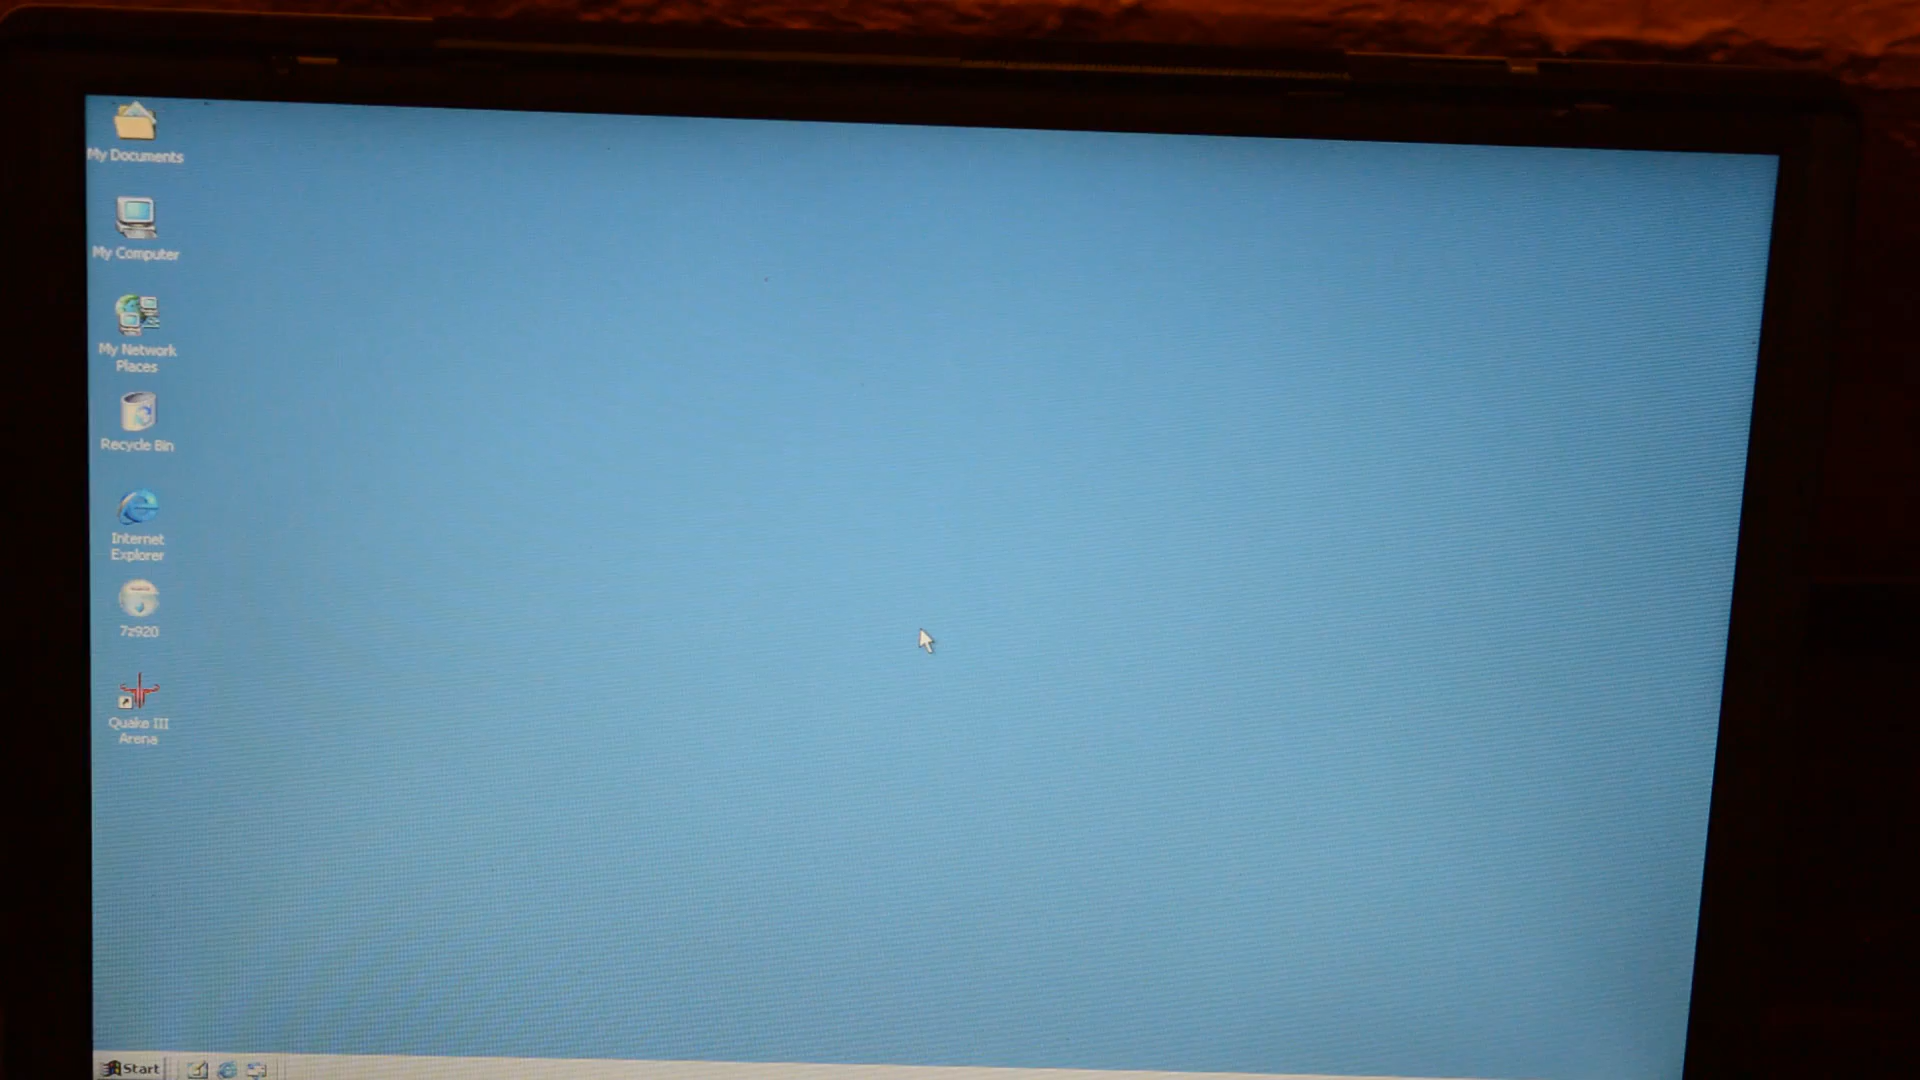 My Documents
My Computer
My Network
Places
Recycle Bin
Internet
Explorer
7z920
Quake III
Arena
Start